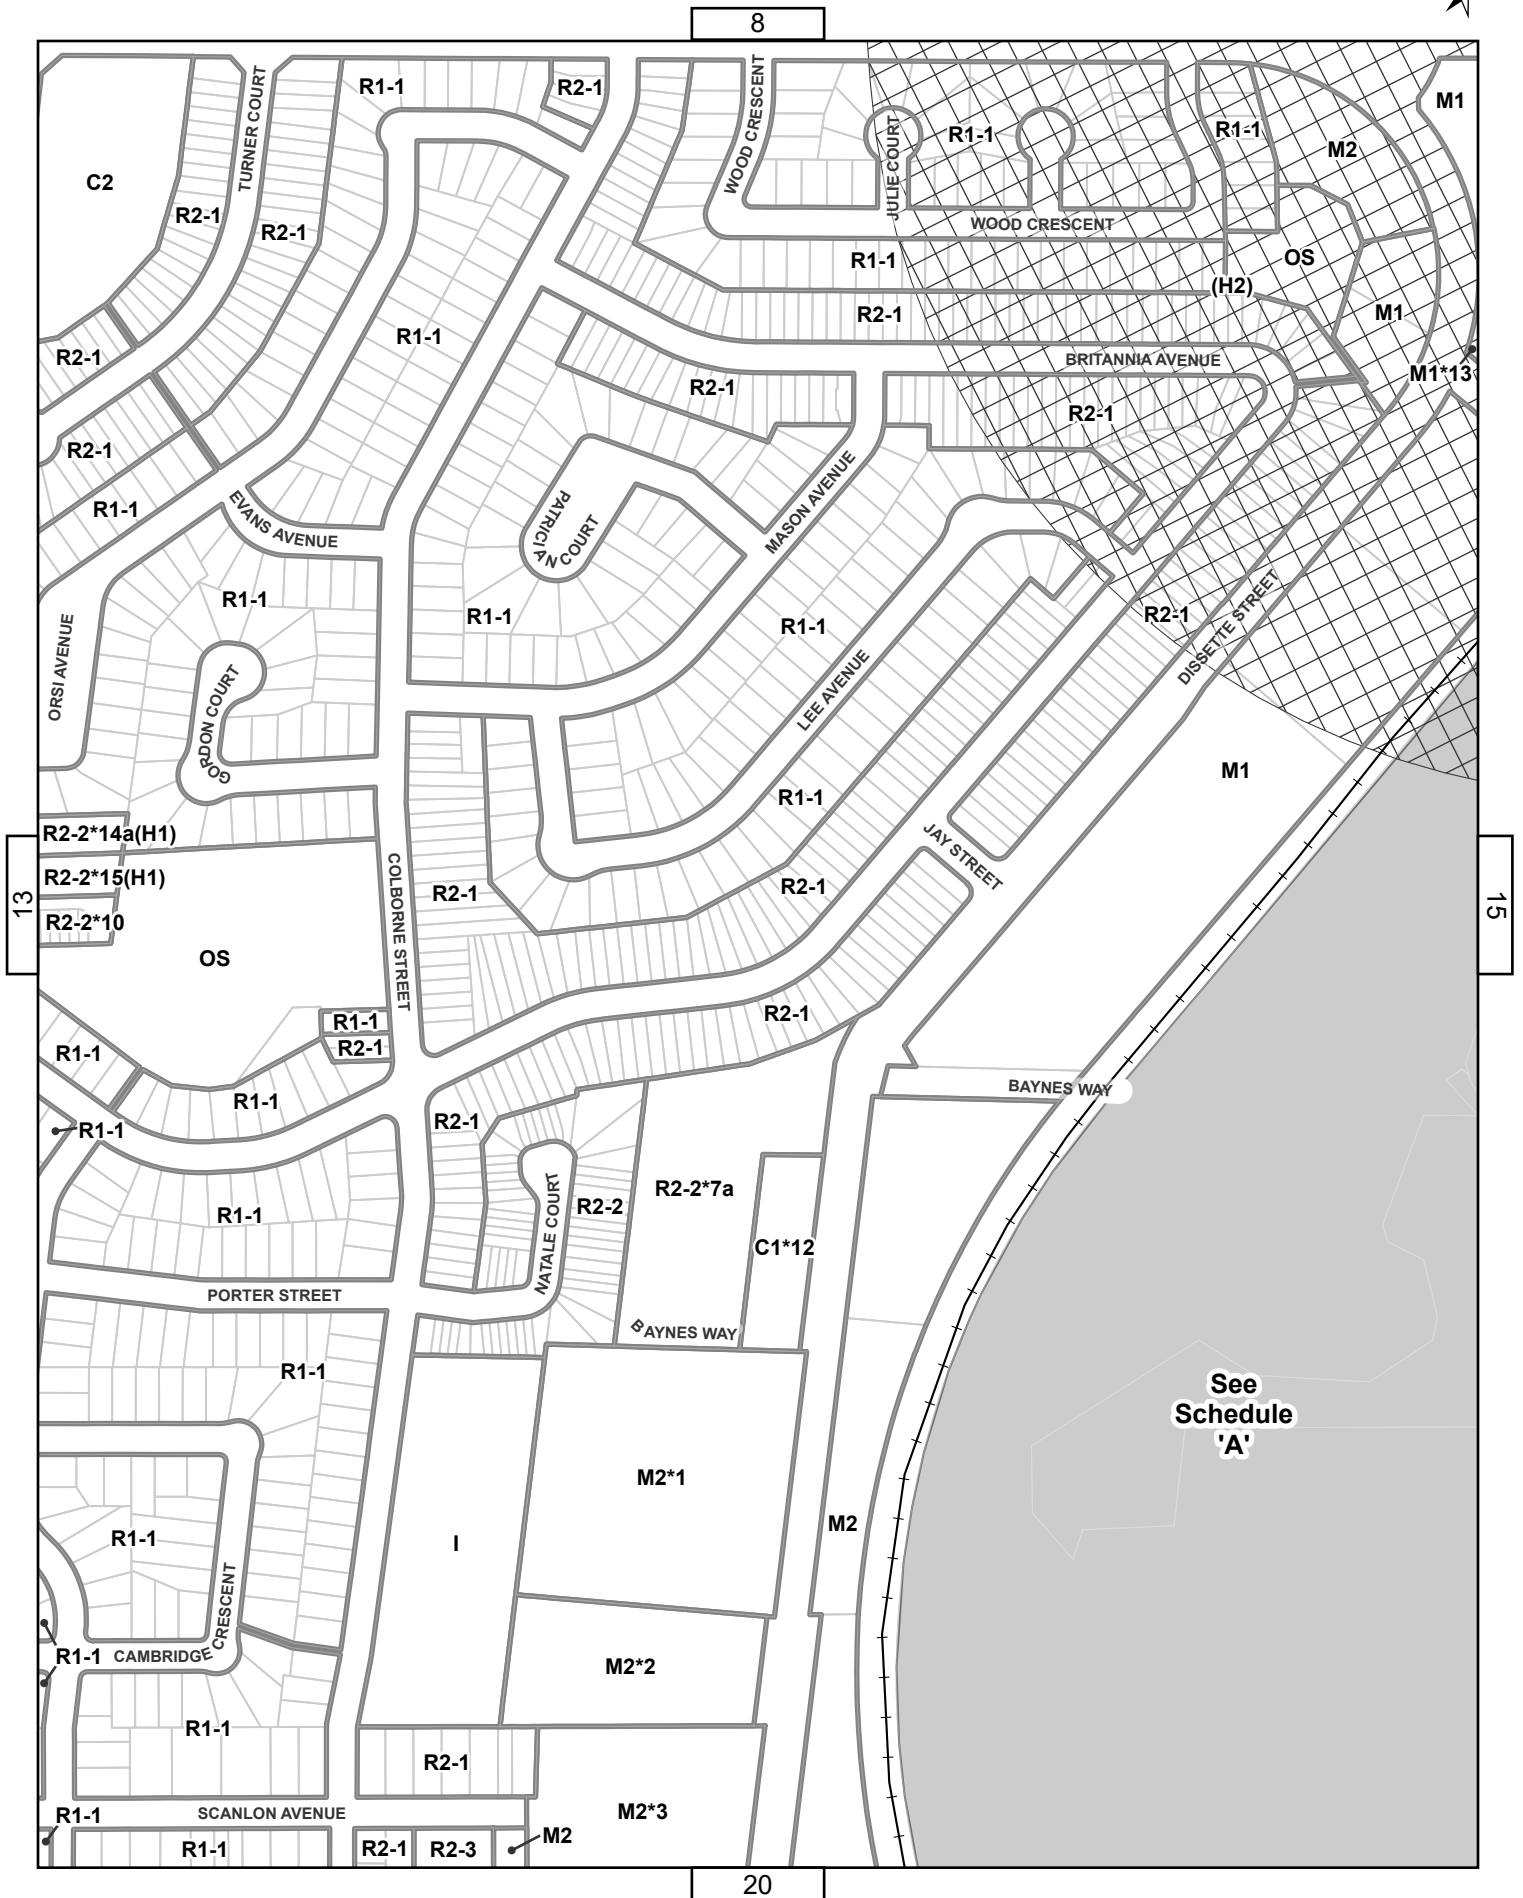 8
R1-1
R2-1
M1
C2
TURNER COURT
WOOD CRESCENT
JULIE COURT
R1-1
R1-1
M2
R2-1
R2-1
WOOD CRESCENT
R1-1
OS
(H2)
R2-1
M1
R1-1
R2-1
BRITANNIA AVENUE
M1*13
R2-1
R2-1
R2-1
R1-1
EVANS AVENUE
PATRICIAN COURT
MASON AVENUE
R1-1
R1-1
R1-1
R2-1
DISSETTE STREET
ORSI AVENUE
GORDON COURT
LEE AVENUE
M1
R1-1
R2-2*14a(H1)
JAY STREET
R2-2*15(H1)
R2-1
R2-1
13
15
R2-2*10
COLBORNE STREET
OS
R2-1
R1-1
R2-1
R1-1
BAYNES WAY
R1-1
R2-1
R1-1
NATALE COURT
R2-2
R2-2*7a
R1-1
C1*12
PORTER STREET
BAYNES WAY
R1-1
See
Schedule
'A'
M2*1
M2
R1-1
I
CAMBRIDGE CRESCENT
R1-1
M2*2
R1-1
R2-1
SCANLON AVENUE
R1-1
M2*3
R1-1
R2-1
R2-3
M2
20